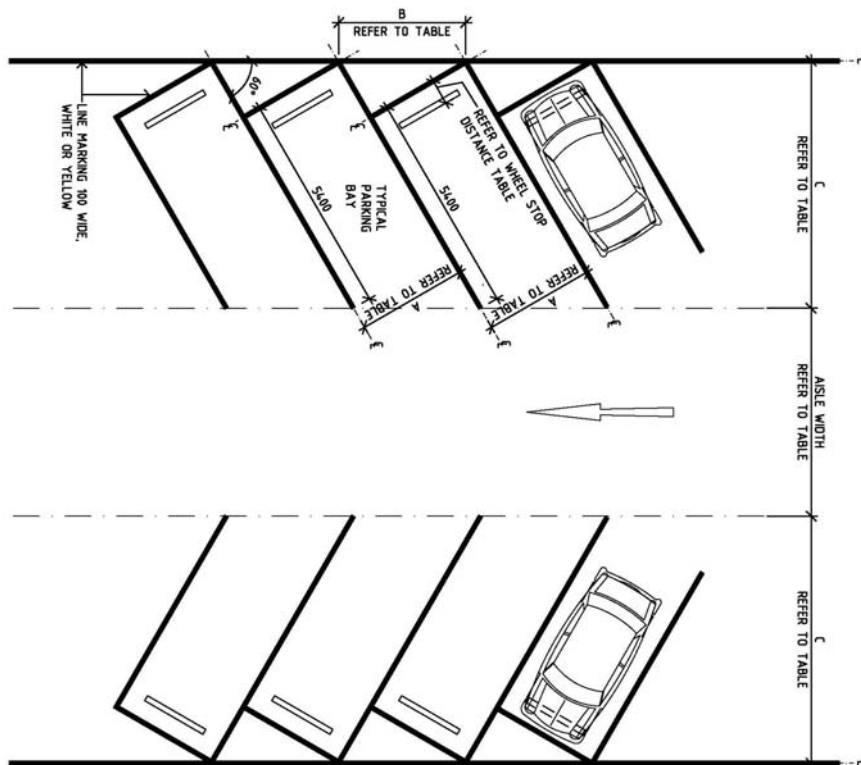 B
REFER TO TABLE
60°
LINE MARKING 100 WIDE,
WHITE OR YELLOW
5400
TYPICAL
PARKING
BAY
5400
REFER TO WHEEL STOP
DISTANCE TABLE
REFER TO TABLE
A
REFER TO TABLE
A
C
REFER TO TABLE
AISLE WIDTH
REFER TO TABLE
C
REFER TO TABLE